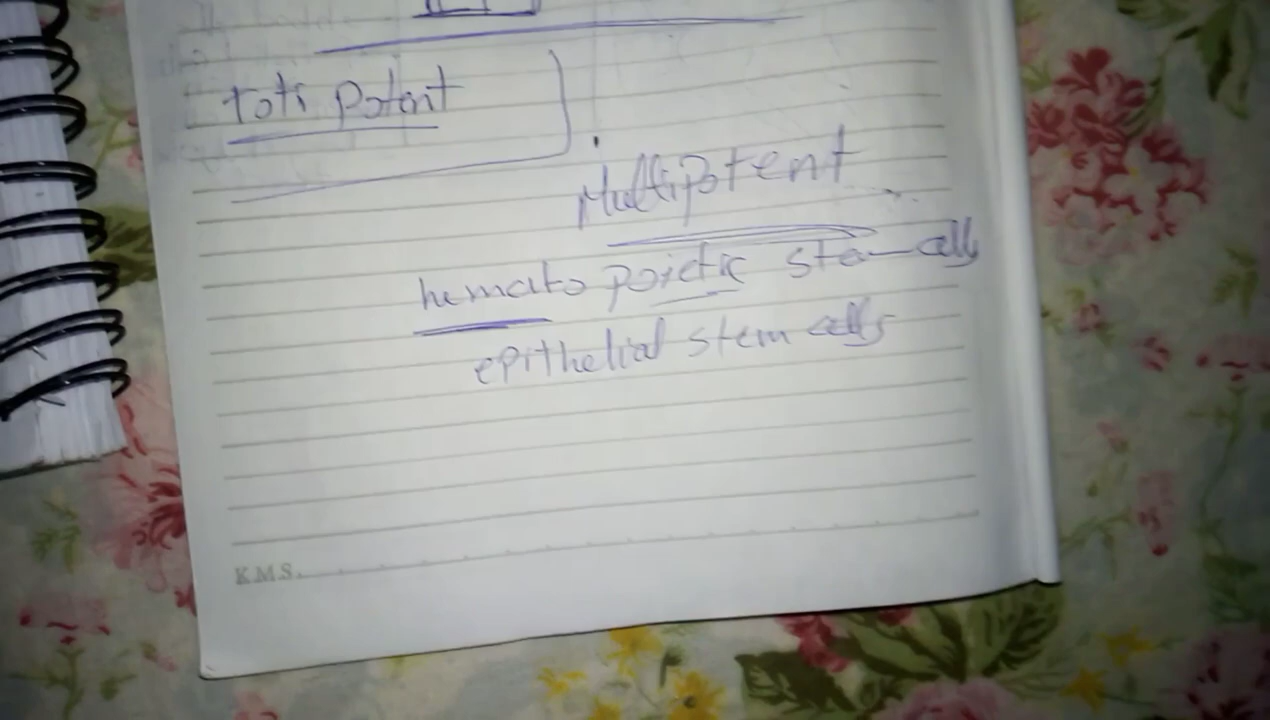 toti potent
Multipotent
hemato poietic stem cells
epithelial stem cells
K.M.S.